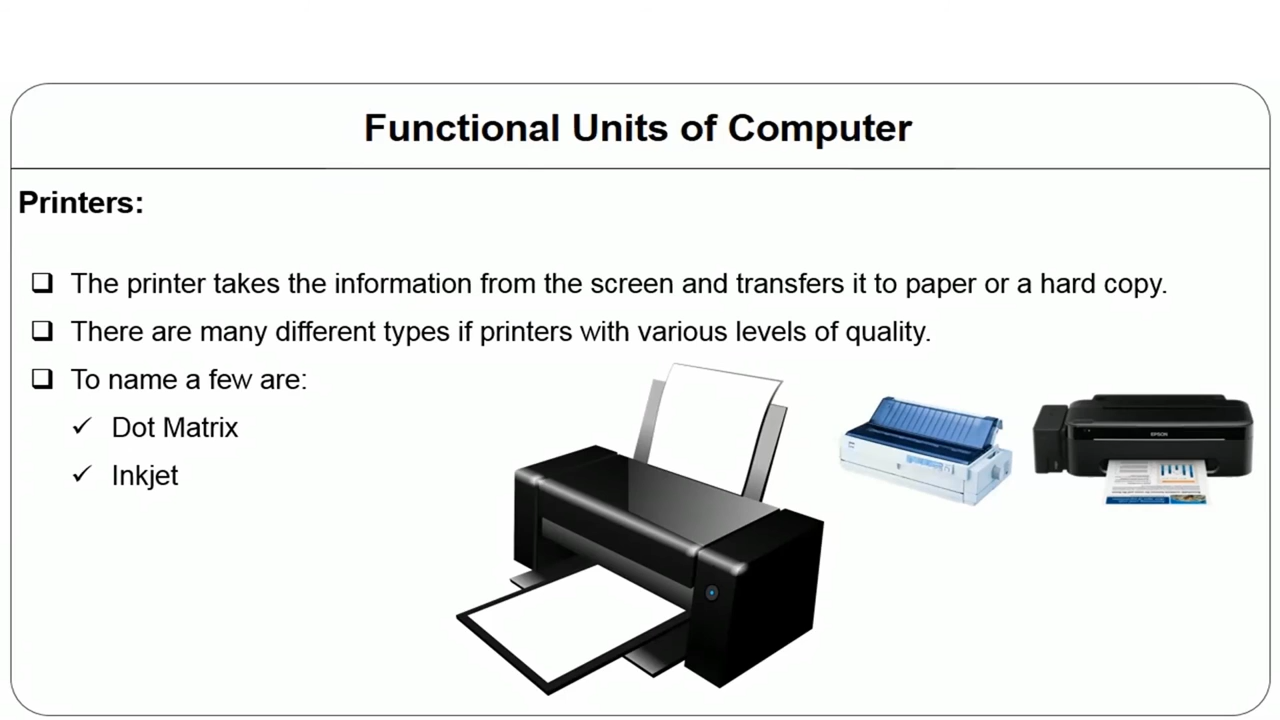 Functional Units of Computer
Printers:
The printer takes the information from the screen and transfers it to paper or a hard copy.
There are many different types if printers with various levels of quality.
To name a few are:
Dot Matrix
Inkjet
EPSON